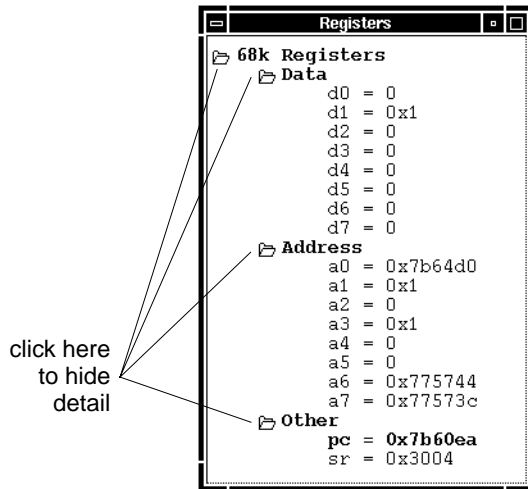 Registers
68k Registers
Data
d0 = 0
d1 = 0x1
d2 = 0
d3 = 0
d4 = 0
d5 = 0
d6 = 0
d7 = 0
Address
a0 = 0x7b64d0
a1 = 0x1
a2 = 0
a3 = 0x1
a4 = 0
a5 = 0
a6 = 0x775744
a7 = 0x77573c
Other
pc = 0x7b60ea
sr = 0x3004
click here
to hide
detail